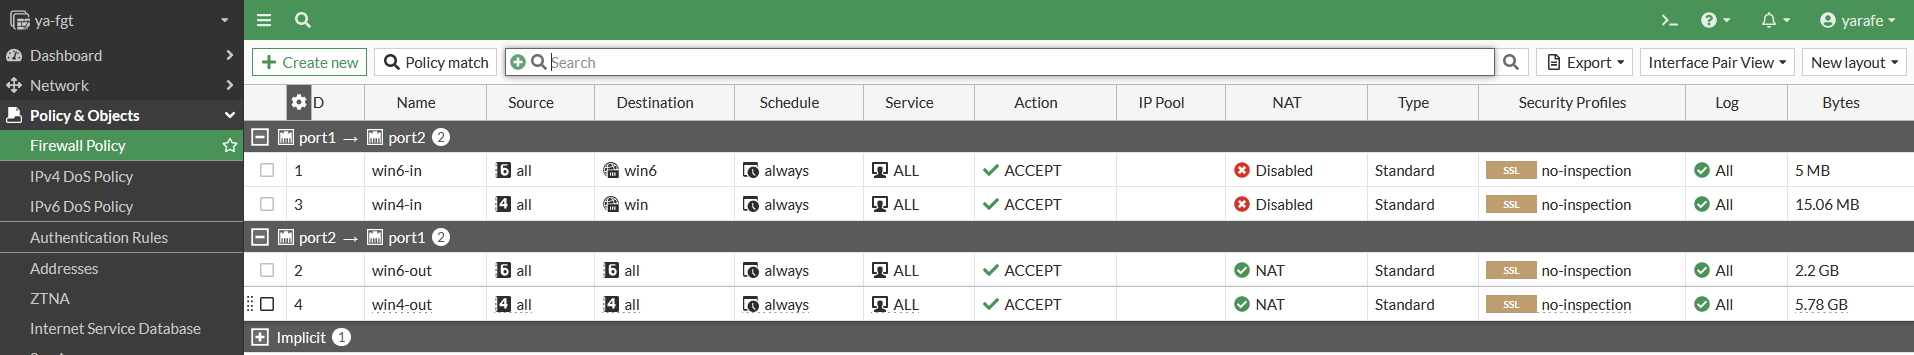 ya-fgt
yarafe
Dashboard
Network
Policy & Objects
Firewall Policy
IPv4 DoS Policy
IPv6 DoS Policy
Authentication Rules
Addresses
ZTNA
Internet Service Database
Create new Policy match Search Export Interface Pair View New layout
D Name Source Destination Schedule Service Action IP Pool NAT Type Security Profiles Log Bytes
port1 → port2 2
1 win6-in 6 all win6 always ALL ACCEPT Disabled Standard SSL no-inspection All 5 MB
3 win4-in 4 all win always ALL ACCEPT Disabled Standard SSL no-inspection All 15.06 MB
port2 → port1 2
2 win6-out 6 all 6 all always ALL ACCEPT NAT Standard SSL no-inspection All 2.2 GB
4 win4-out 4 all 4 all always ALL ACCEPT NAT Standard SSL no-inspection All 5.78 GB
Implicit 1